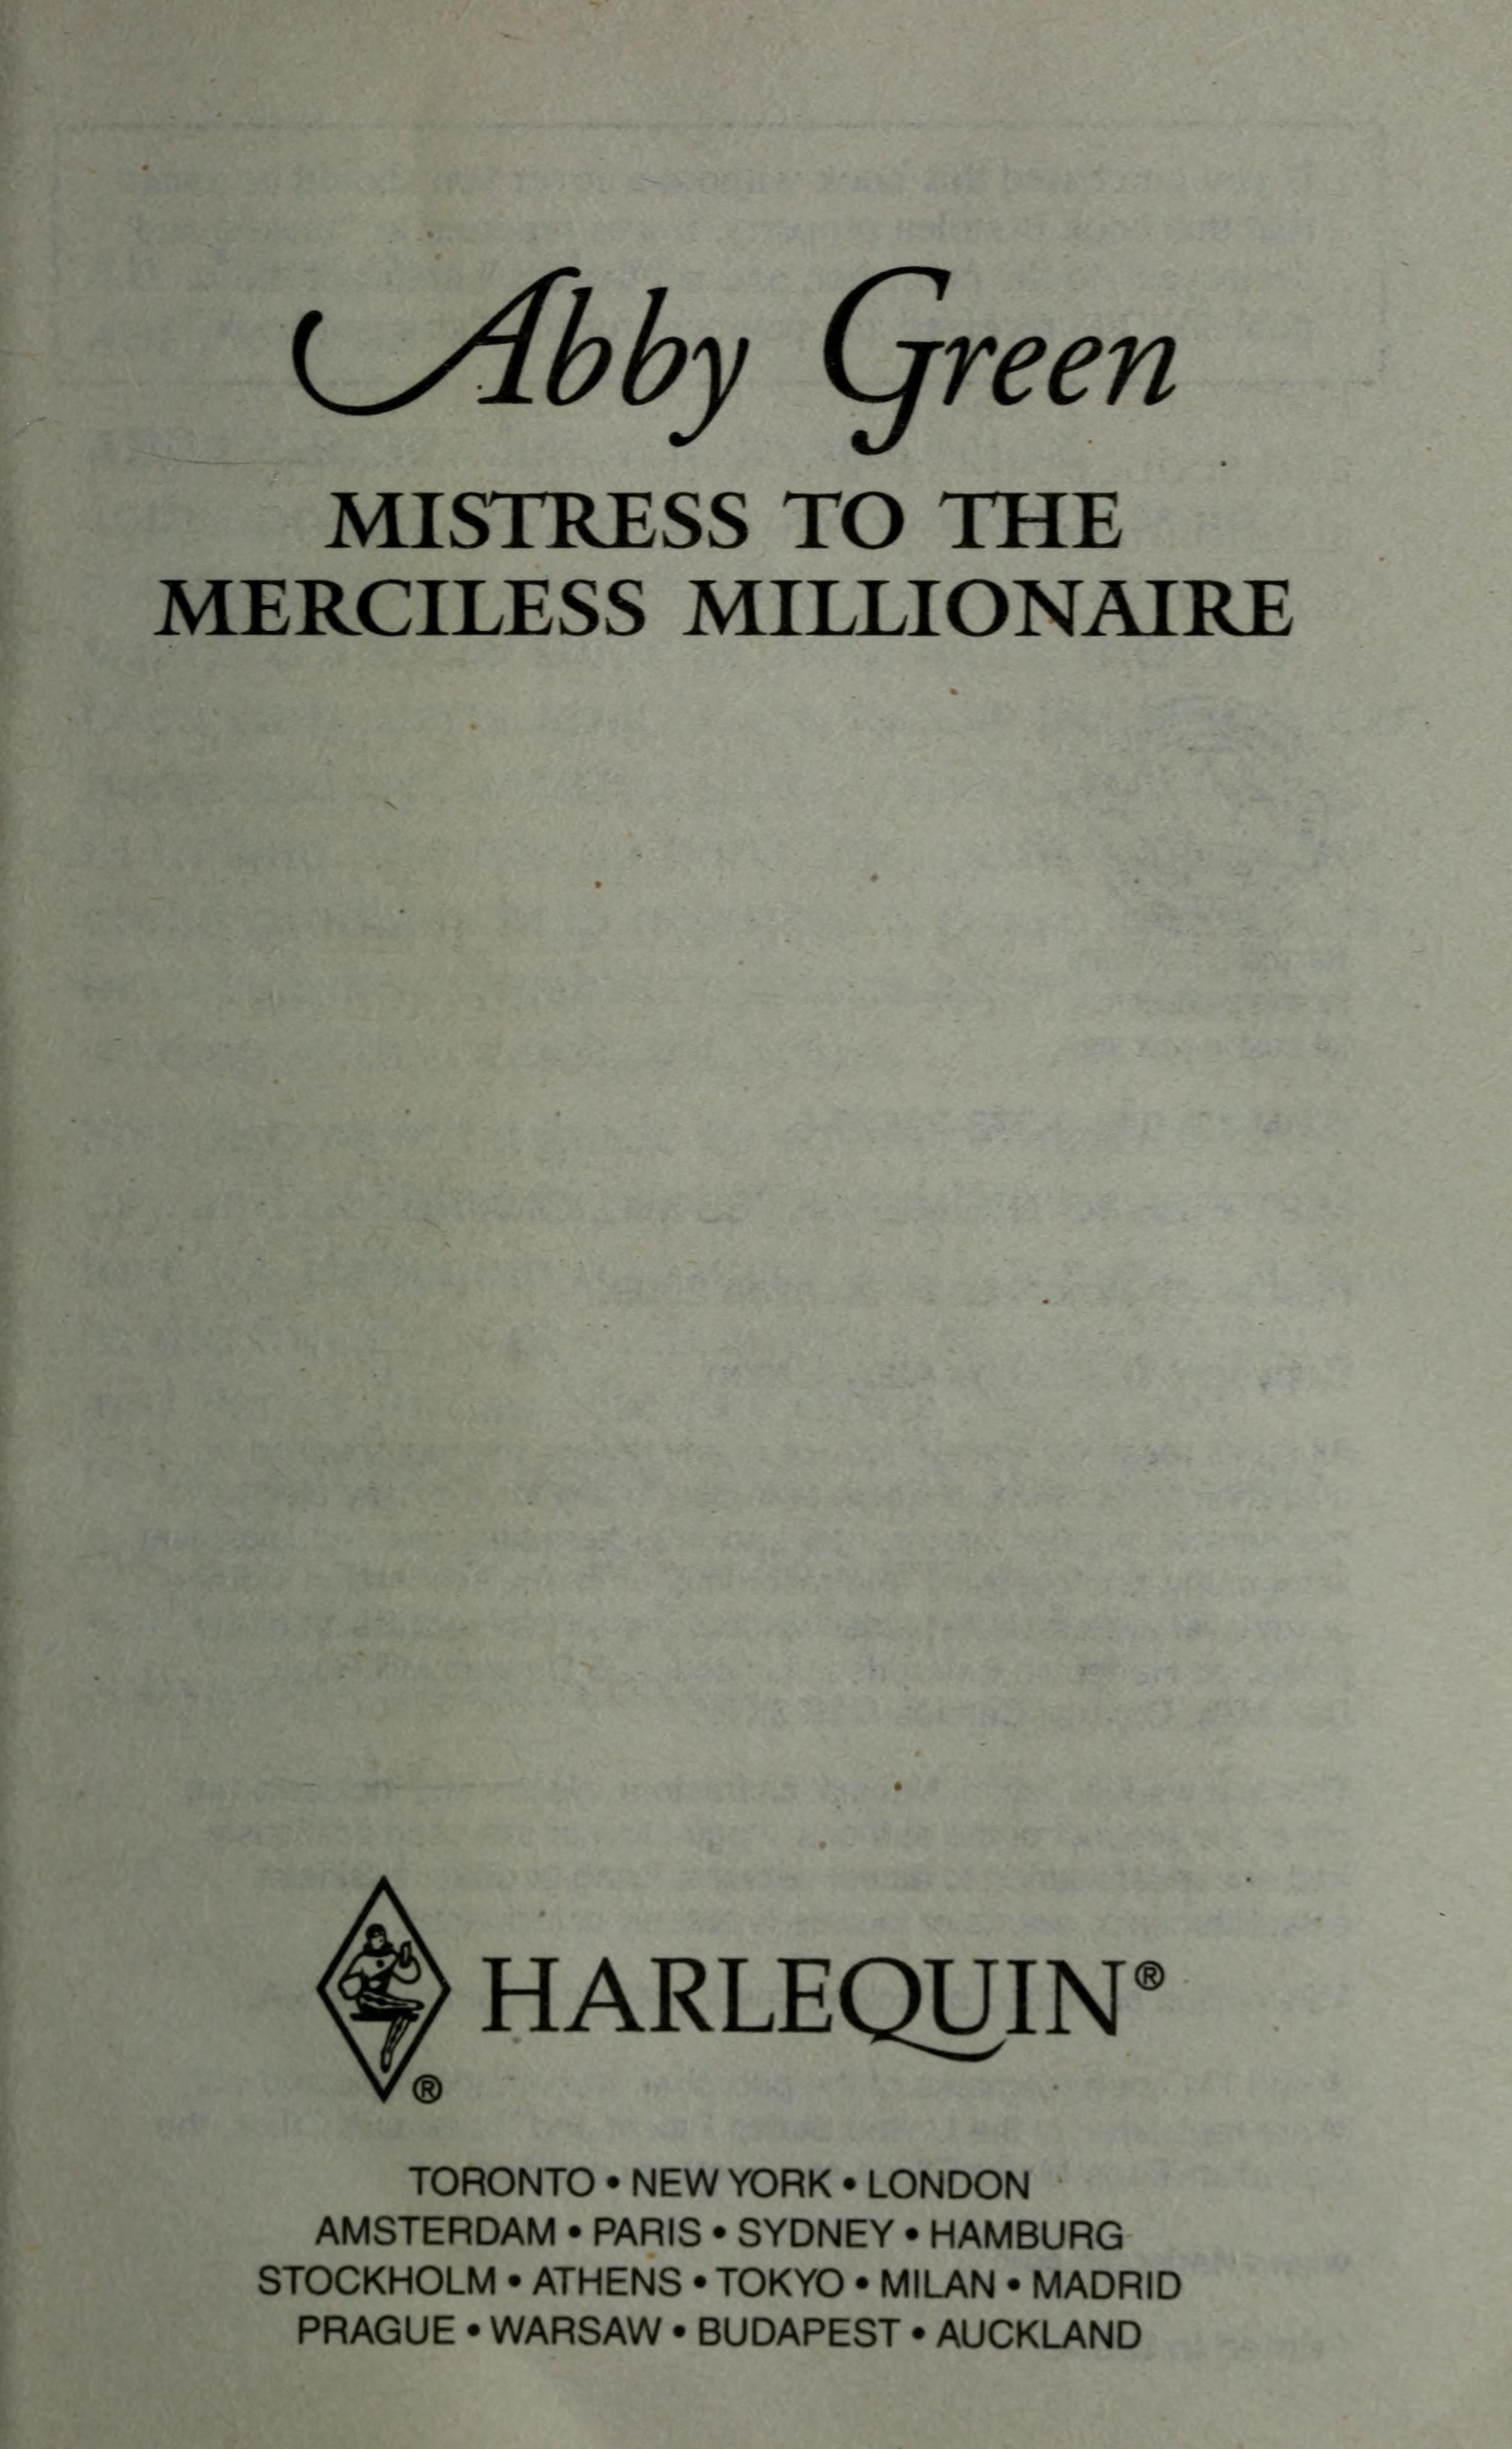 Abby Green
MISTRESS TO THE
MERCILESS MILLIONAIRE
HARLEQUIN®
®
TORONTO • NEW YORK • LONDON
AMSTERDAM • PARIS • SYDNEY • HAMBURG
STOCKHOLM • ATHENS • TOKYO • MILAN • MADRID
PRAGUE • WARSAW • BUDAPEST • AUCKLAND